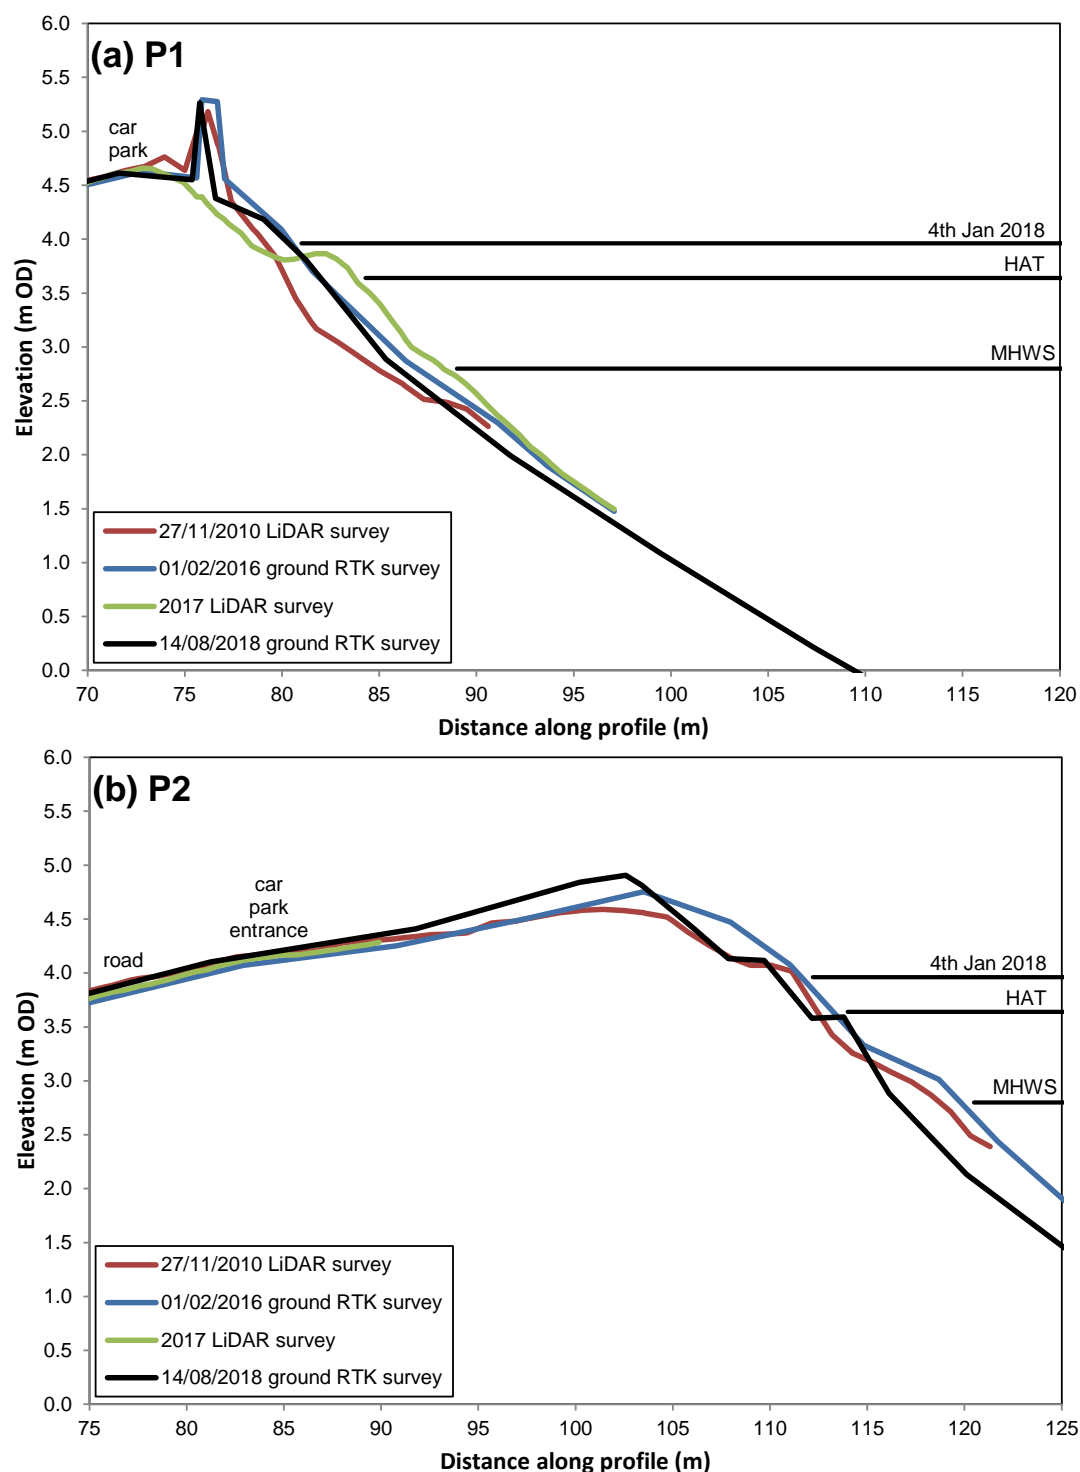 (a) P1
6.0
5.5
5.0
4.5
4.0
3.5
3.0
2.5
2.0
1.5
1.0
0.5
0.0
Elevation (m OD)
car
park
4th Jan 2018
HAT
MHWS
27/11/2010 LiDAR survey
01/02/2016 ground RTK survey
2017 LiDAR survey
14/08/2018 ground RTK survey
70 75 80 85 90 95 100 105 110 115 120
Distance along profile (m)
(b) P2
6.0
5.5
5.0
4.5
4.0
3.5
3.0
2.5
2.0
1.5
1.0
0.5
0.0
Elevation (m OD)
car
park
entrance
road
4th Jan 2018
HAT
MHWS
27/11/2010 LiDAR survey
01/02/2016 ground RTK survey
2017 LiDAR survey
14/08/2018 ground RTK survey
75 80 85 90 95 100 105 110 115 120 125
Distance along profile (m)